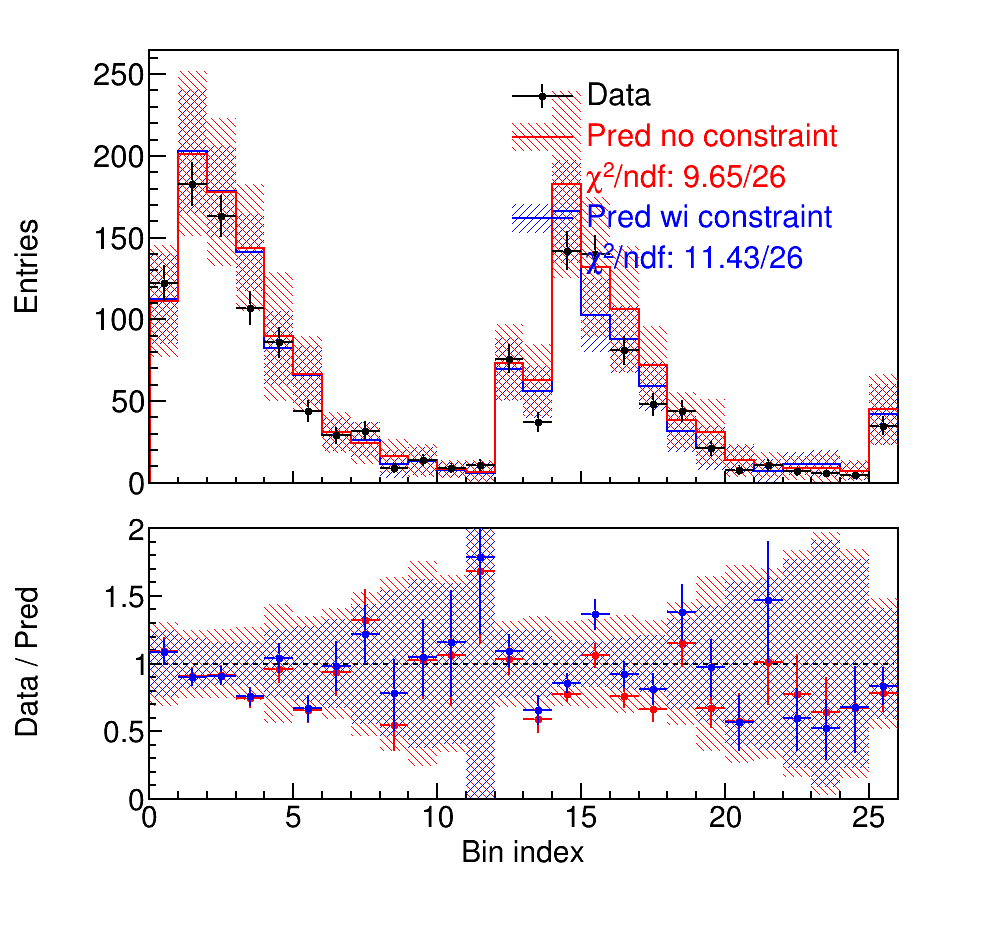 Entries
250
200
150
100
50
0
Data
Pred no constraint
χ²/ndf: 9.65/26
Pred wi constraint
χ²/ndf: 11.43/26
Data / Pred
2
1.5
1
0.5
0
0 5 10 15 20 25
Bin index